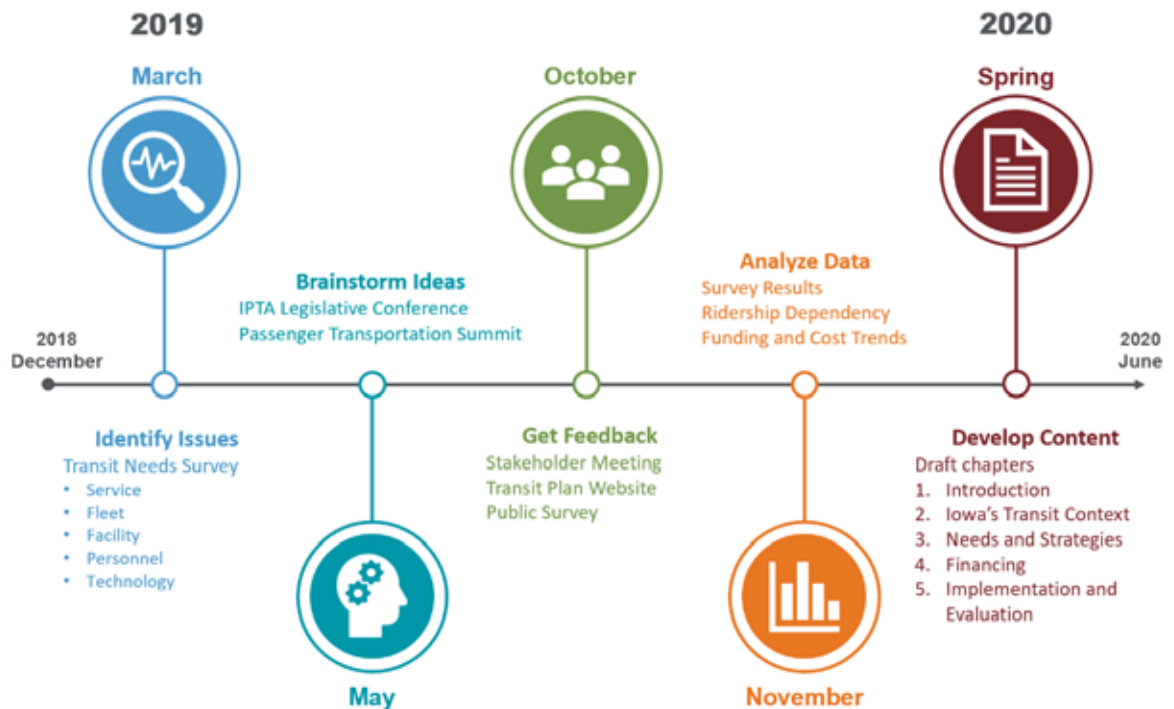 2019
2020
March
October
Spring
Brainstorm Ideas
IPTA Legislative Conference
Passenger Transportation Summit
Analyze Data
Survey Results
Ridership Dependency
Funding and Cost Trends
2018
December
2020
June
Identify Issues
Transit Needs Survey
• Service
• Fleet
• Facility
• Personnel
• Technology
Get Feedback
Stakeholder Meeting
Transit Plan Website
Public Survey
Develop Content
Draft chapters
1. Introduction
2. Iowa's Transit Context
3. Needs and Strategies
4. Financing
5. Implementation and
Evaluation
May
November